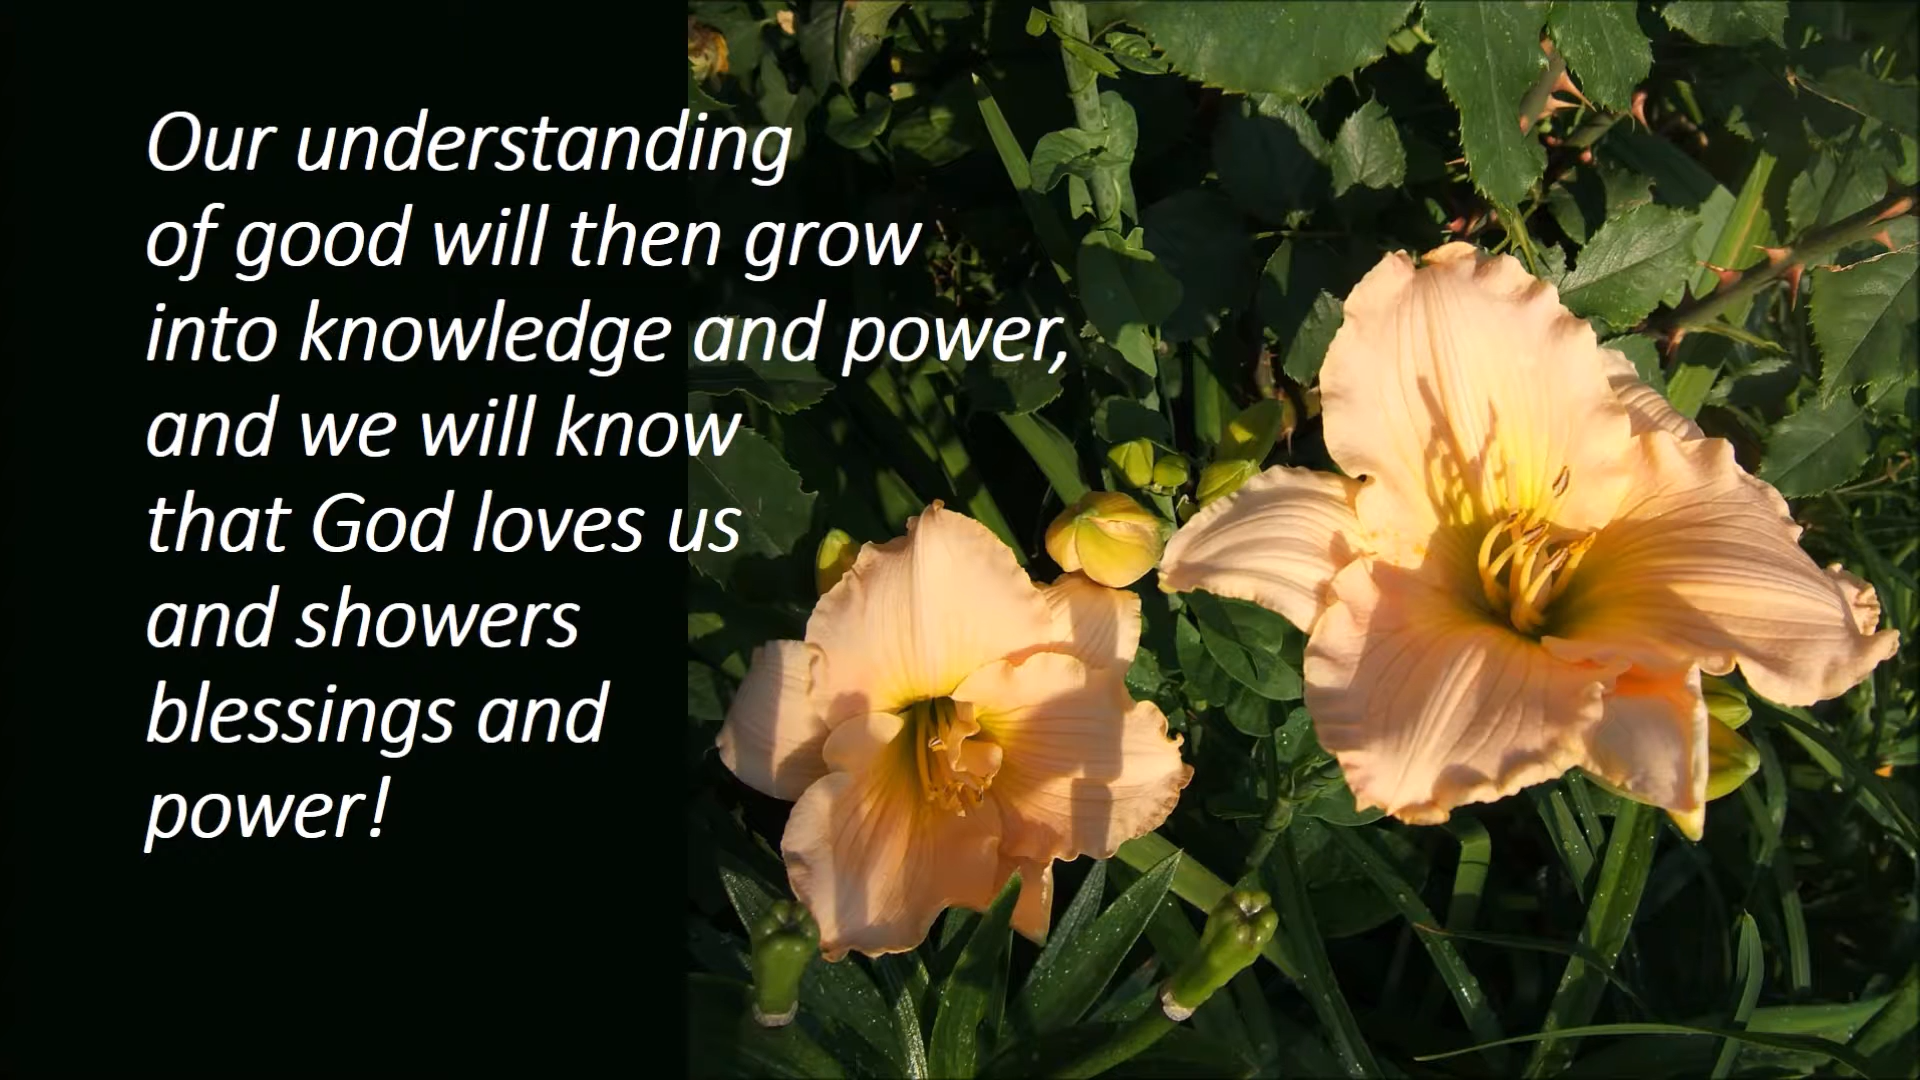 Our understanding
of good will then grow
into knowledge and power,
and we will know
that God loves us
and showers
blessings and
power!